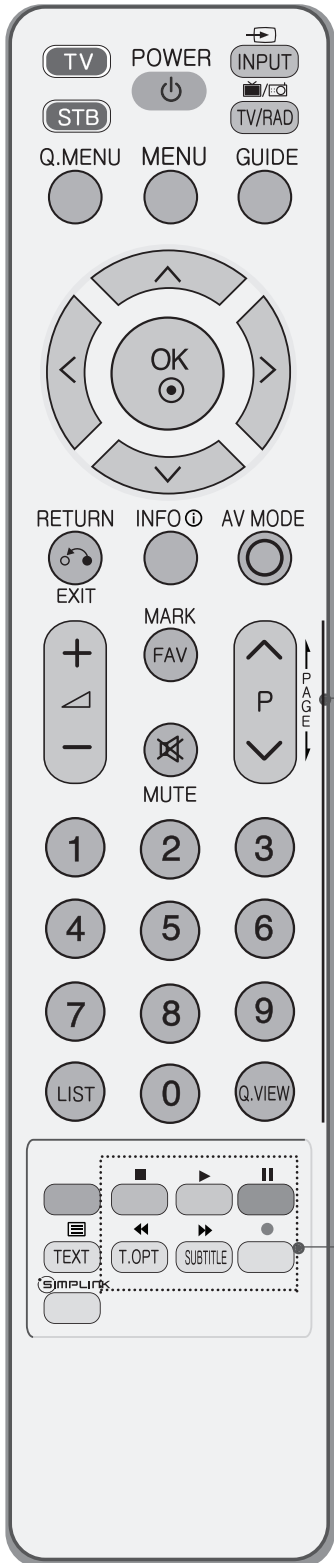 TV POWER INPUT
STB TV/RAD
Q.MENU MENU GUIDE
OK
RETURN INFO AV MODE
EXIT
MARK
FAV
P
PAGE
MUTE
1 2 3
4 5 6
7 8 9
LIST 0 Q.VIEW
TEXT T.OPT SUBTITLE
SIMPLINK